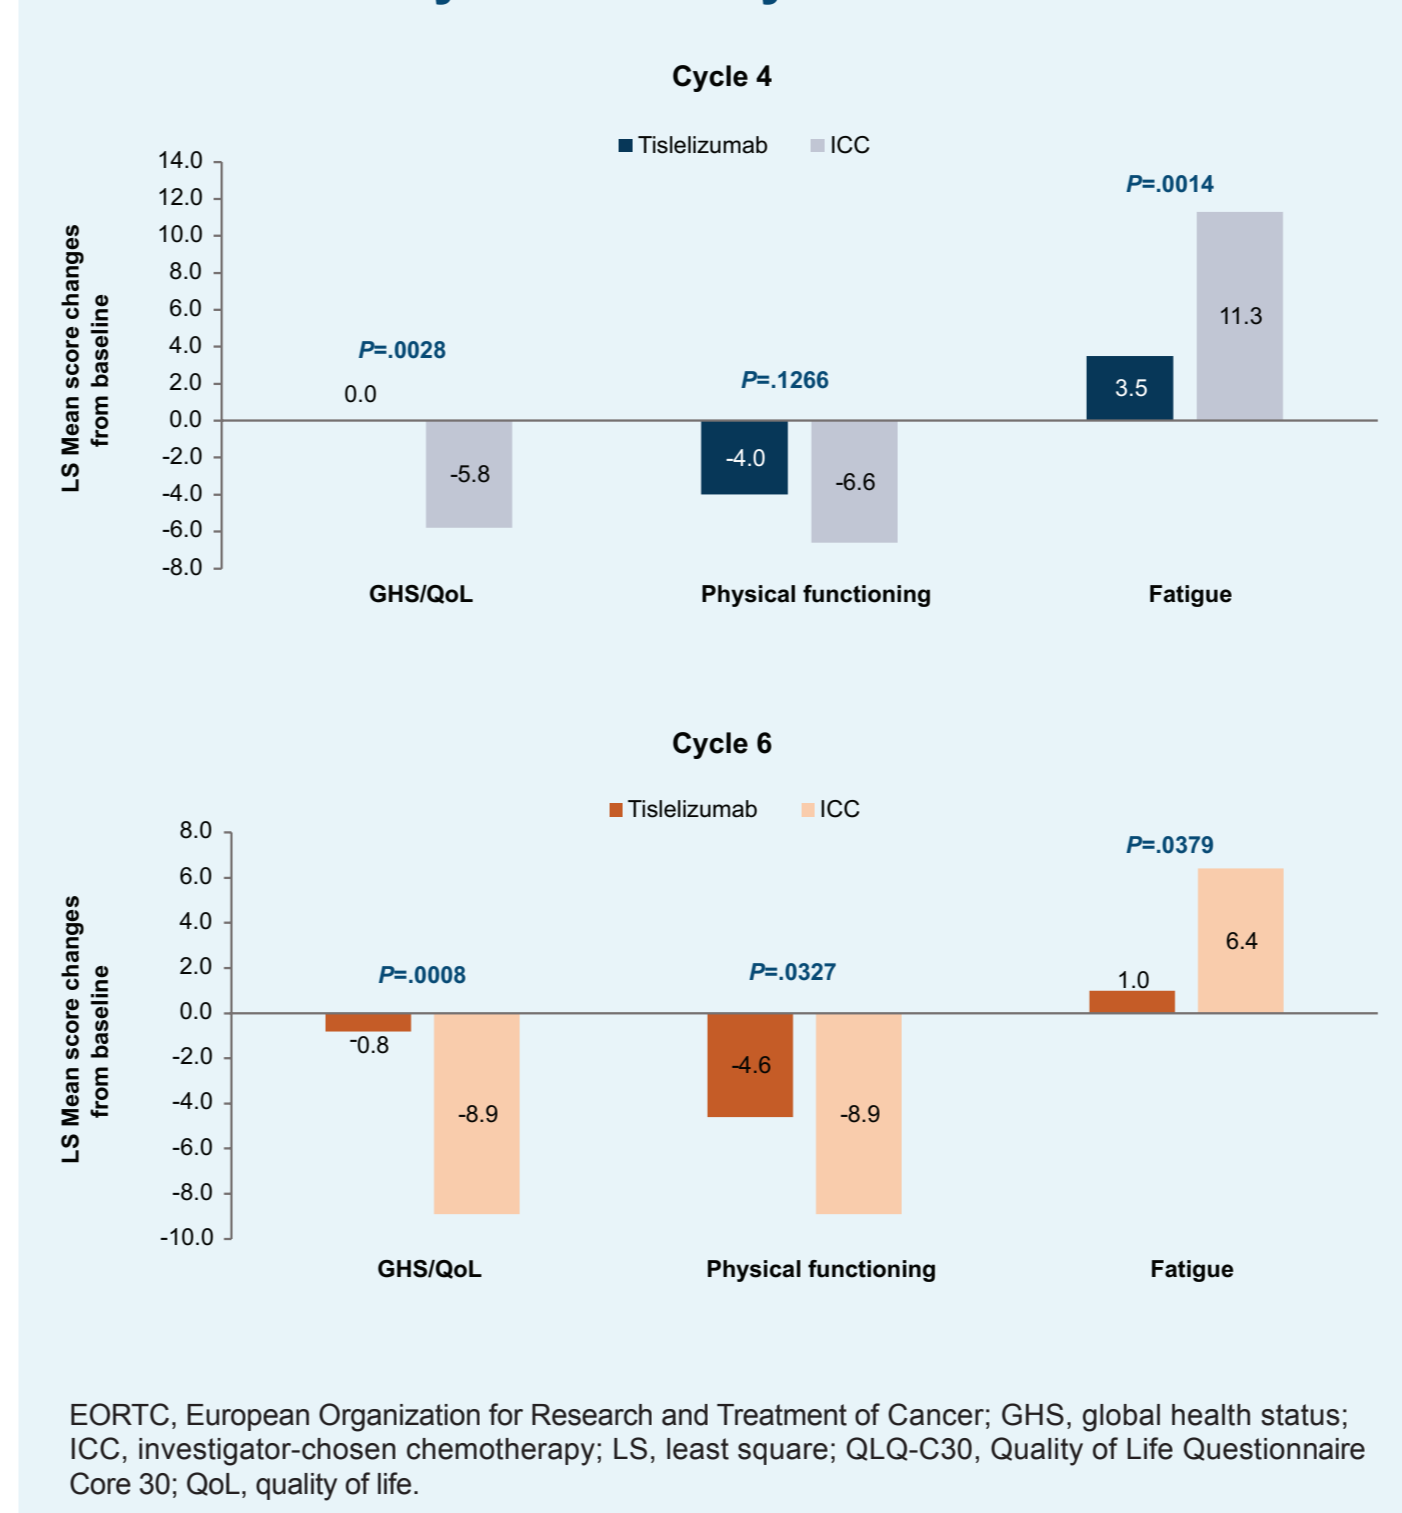 Cycle 4
Tislelizumab ICC
14.0
12.0
10.0
8.0
6.0
4.0
2.0
0.0
-2.0
-4.0
-6.0
-8.0
LS Mean score changes
from baseline
P=.0028
0.0
-5.8
P=.1266
-4.0
-6.6
P=.0014
3.5
11.3
GHS/QoL Physical functioning Fatigue
Cycle 6
Tislelizumab ICC
8.0
6.0
4.0
2.0
0.0
-2.0
-4.0
-6.0
-8.0
-10.0
LS Mean score changes
from baseline
P=.0008
-0.8
-8.9
P=.0327
-4.6
-8.9
P=.0379
1.0
6.4
GHS/QoL Physical functioning Fatigue
EORTC, European Organization for Research and Treatment of Cancer; GHS, global health status;
ICC, investigator-chosen chemotherapy; LS, least square; QLQ-C30, Quality of Life Questionnaire
Core 30; QoL, quality of life.